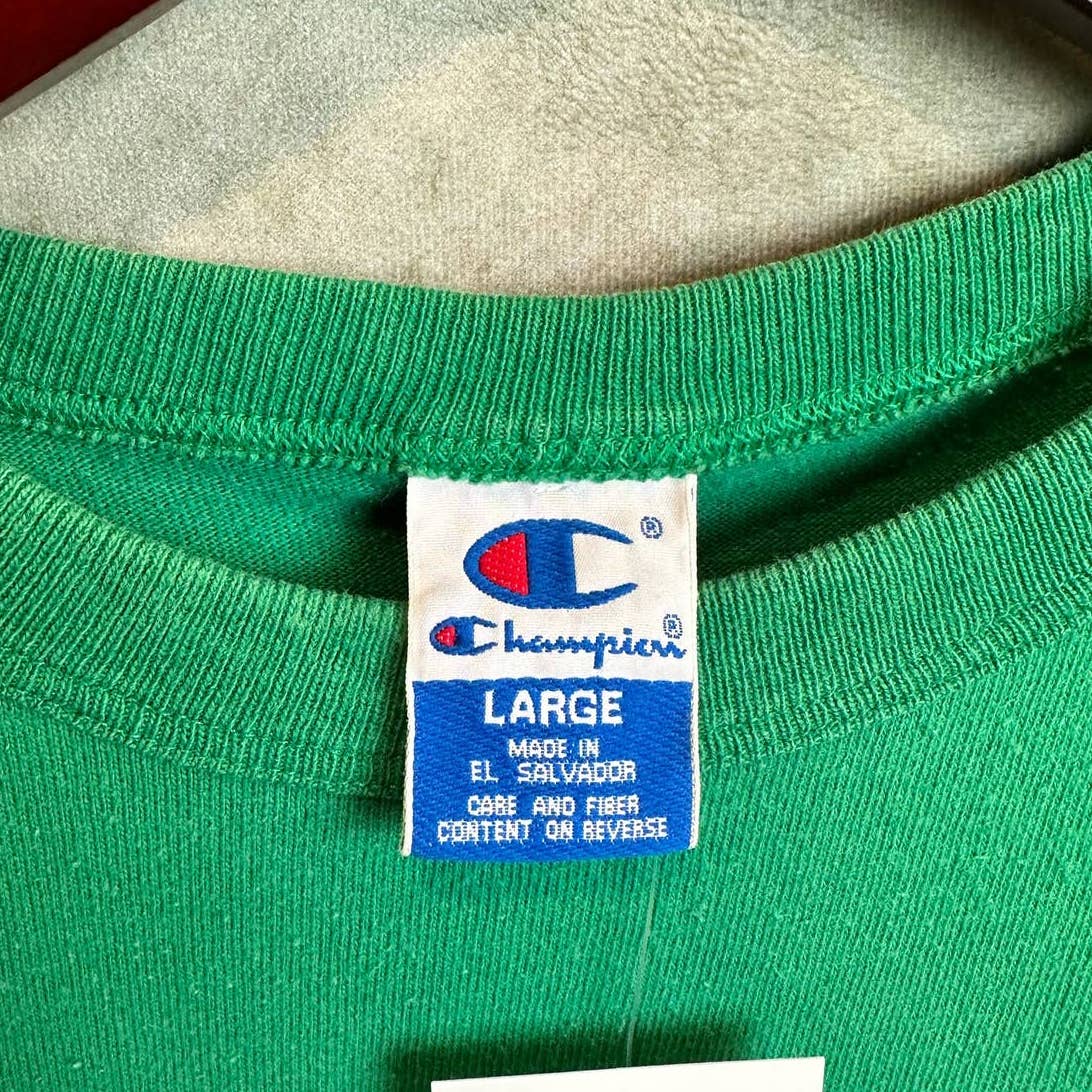 ®
Champion®
LARGE
MADE IN
EL SALVADOR
CARE AND FIBER
CONTENT ON REVERSE